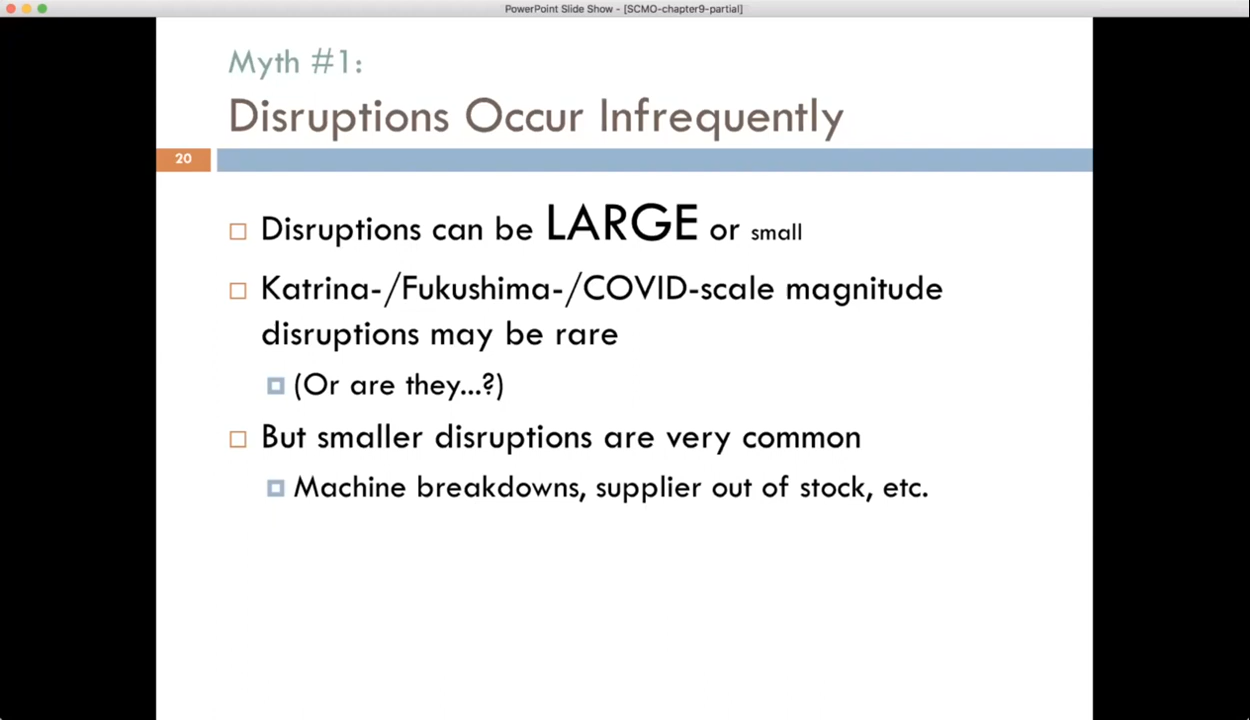 PowerPoint Slide Show - [SCMO-chapter9-partial]
Myth #1:
Disruptions Occur Infrequently
20
Disruptions can be LARGE or small
Katrina-/Fukushima-/COVID-scale magnitude
disruptions may be rare
(Or are they...?)
But smaller disruptions are very common
Machine breakdowns, supplier out of stock, etc.